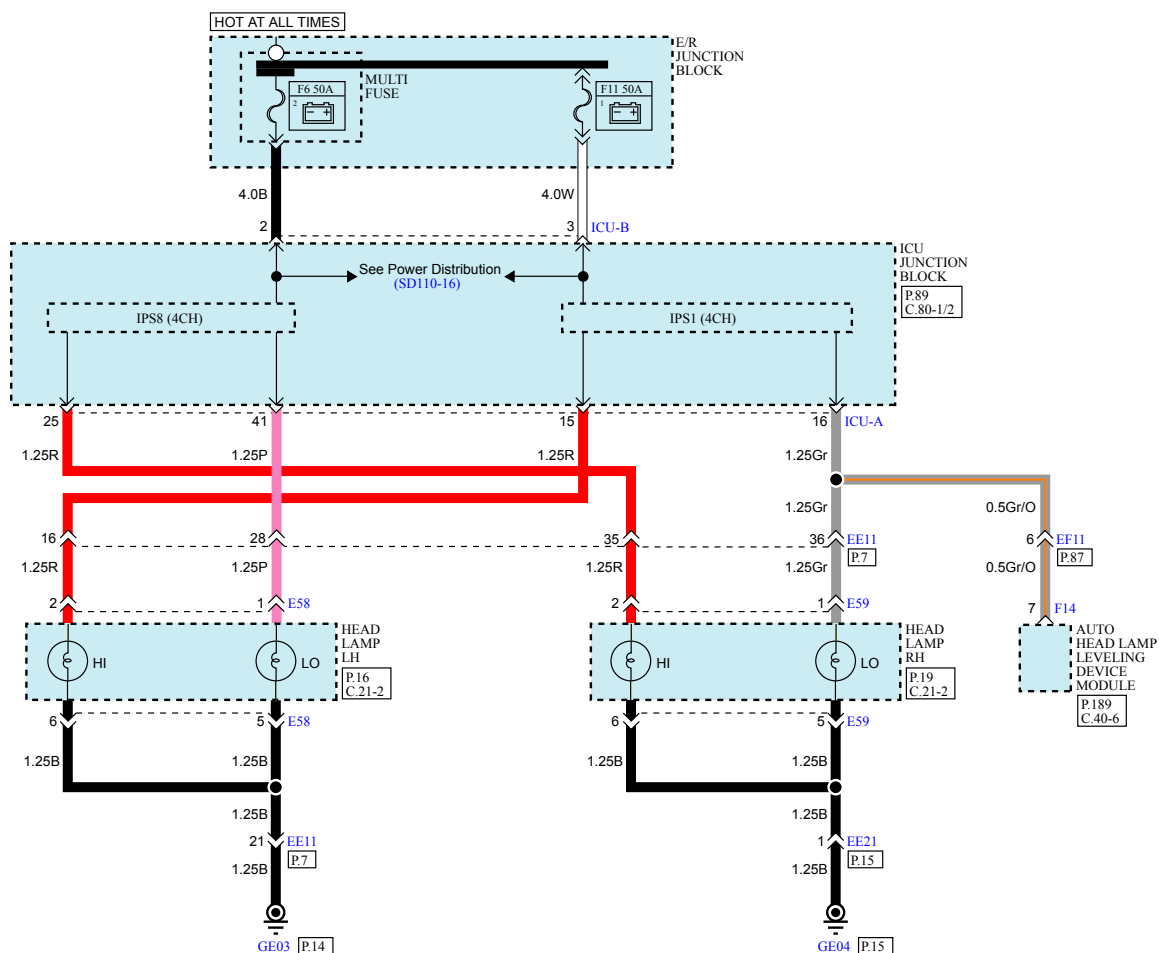 HOT AT ALL TIMES
E/R
JUNCTION
BLOCK
MULTI
FUSE
F6 50A
2
F11 50A
1
4.0B
4.0W
2
3
ICU-B
See Power Distribution
(SD110-16)
ICU
JUNCTION
BLOCK
P.89
C.80-1/2
IPS8 (4CH)
IPS1 (4CH)
25
41
15
16
ICU-A
1.25R
1.25P
1.25R
1.25Gr
1.25Gr
0.5Gr/O
16
28
35
36
EE11
P.7
6
EF11
P.87
1.25R
1.25P
1.25R
1.25Gr
0.5Gr/O
2
1
E58
2
1
E59
7
F14
HI
LO
HEAD
LAMP
LH
P.16
C.21-2
HI
LO
HEAD
LAMP
RH
P.19
C.21-2
AUTO
HEAD LAMP
LEVELING
DEVICE
MODULE
P.189
C.40-6
6
5
E58
6
5
E59
1.25B
1.25B
1.25B
1.25B
1.25B
1.25B
21
EE11
P.7
1
EE21
P.15
1.25B
1.25B
GE03
P.14
GE04
P.15